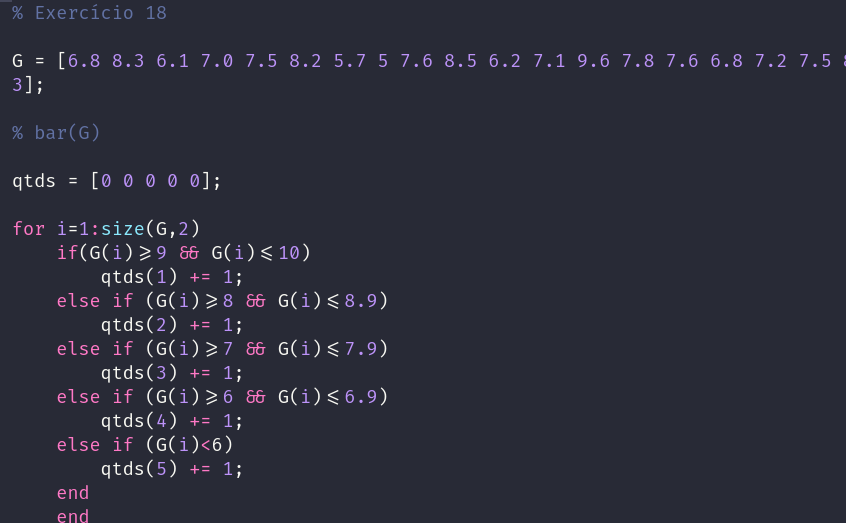 % Exercício 18
G = [6.8 8.3 6.1 7.0 7.5 8.2 5.7 5 7.6 8.5 6.2 7.1 9.6 7.8 7.6 6.8 7.2 7.5
3];
% bar(G)
qtds = [0 0 0 0 0];
for i=1:size(G,2)
    if(G(i)>=9 && G(i)<=10)
        qtds(1) += 1;
    else if (G(i)>=8 && G(i)<=8.9)
        qtds(2) += 1;
    else if (G(i)>=7 && G(i)<=7.9)
        qtds(3) += 1;
    else if (G(i)>=6 && G(i)<=6.9)
        qtds(4) += 1;
    else if (G(i)<6)
        qtds(5) += 1;
    end
    end